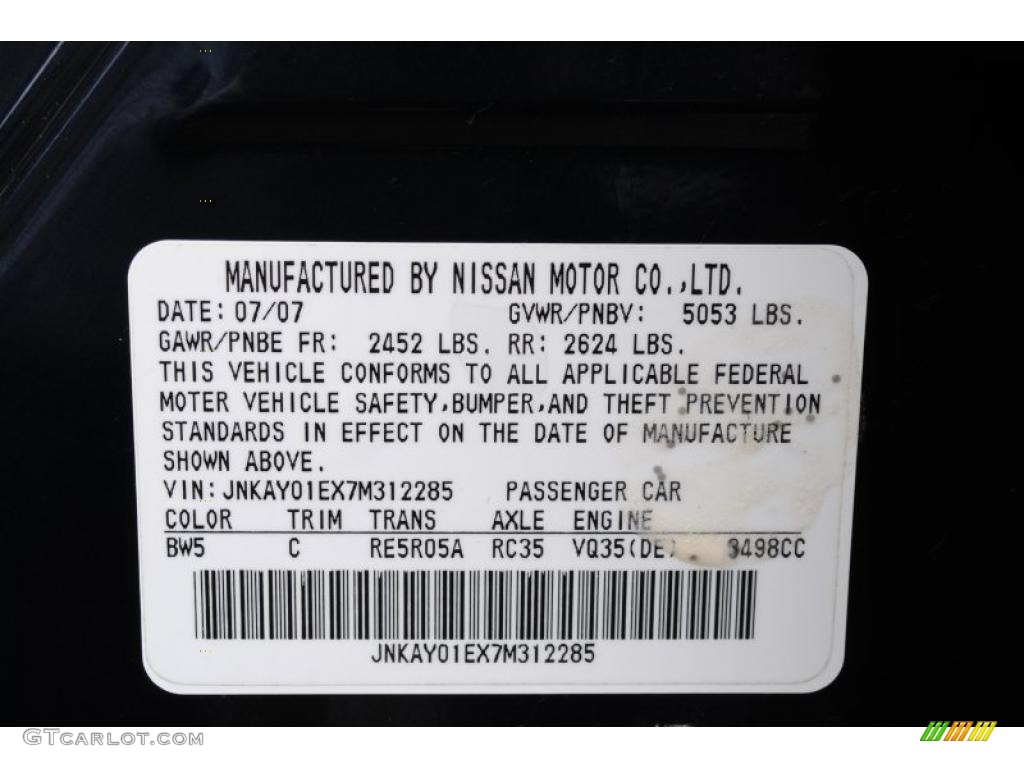 MANUFACTURED BY NISSAN MOTOR CO.,LTD.
DATE: 07/07 GVWR/PNBV: 5053 LBS.
GAWR/PNBE FR: 2452 LBS. RR: 2624 LBS.
THIS VEHICLE CONFORMS TO ALL APPLICABLE FEDERAL
MOTER VEHICLE SAFETY,BUMPER,AND THEFT PREVENTION
STANDARDS IN EFFECT ON THE DATE OF MANUFACTURE
SHOWN ABOVE.
VIN:JNKAY01EX7M312285 PASSENGER CAR
COLOR TRIM TRANS AXLE ENGINE
BW5 C RE5R05A RC35 VQ35(DE) 3498CC
JNKAY01EX7M312285
GTCARLOT.COM